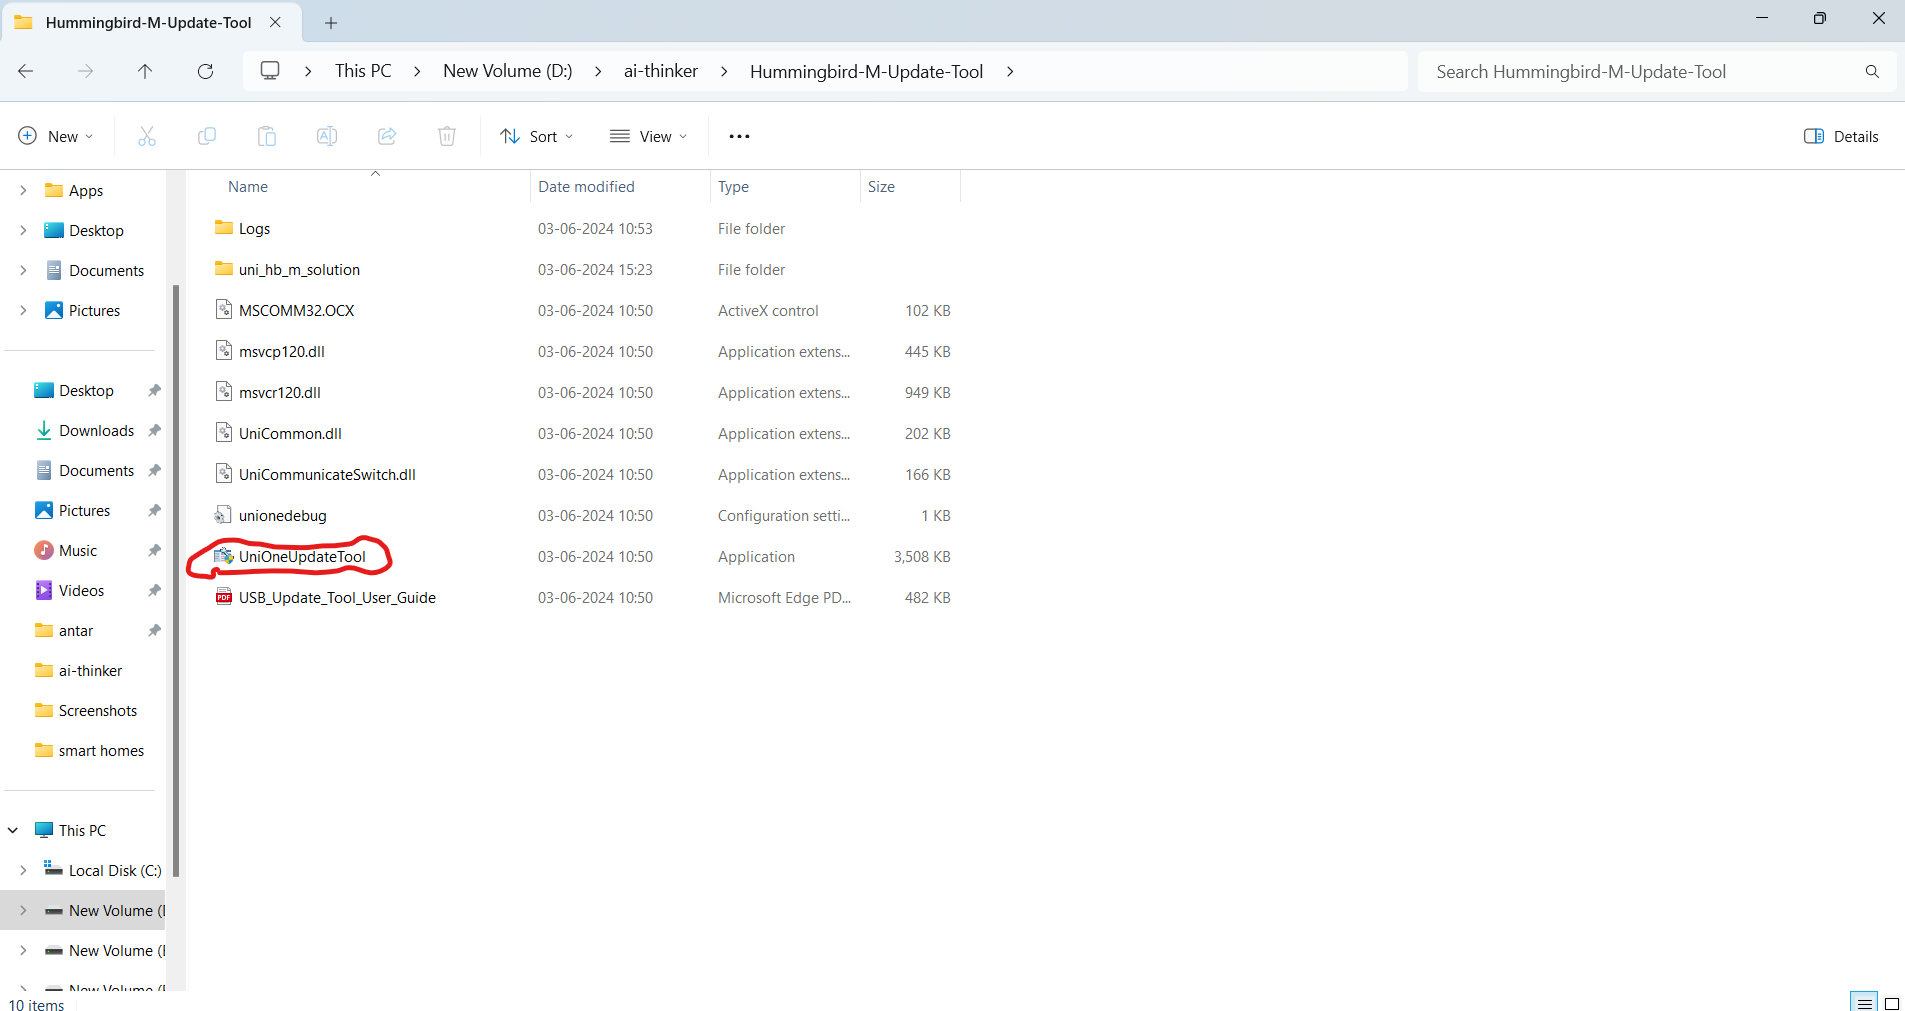 Hummingbird-M-Update-Tool
This PC
New Volume (D:)
ai-thinker
Hummingbird-M-Update-Tool
Search Hummingbird-M-Update-Tool
New
Sort
View
Details
Apps
Desktop
Documents
Pictures
Desktop
Downloads
Documents
Pictures
Music
Videos
antar
ai-thinker
Screenshots
smart homes
This PC
Local Disk (C:)
New Volume (
New Volume (
New Volume (
Name Date modified Type Size
Logs 03-06-2024 10:53 File folder
uni_hb_m_solution 03-06-2024 15:23 File folder
MSCOMM32.OCX 03-06-2024 10:50 ActiveX control 102 KB
msvcp120.dll 03-06-2024 10:50 Application extens... 445 KB
msvcr120.dll 03-06-2024 10:50 Application extens... 949 KB
UniCommon.dll 03-06-2024 10:50 Application extens... 202 KB
UniCommunicateSwitch.dll 03-06-2024 10:50 Application extens... 166 KB
unionedebug 03-06-2024 10:50 Configuration setti... 1 KB
UniOneUpdateTool 03-06-2024 10:50 Application 3,508 KB
USB_Update_Tool_User_Guide 03-06-2024 10:50 Microsoft Edge PD... 482 KB
10 items